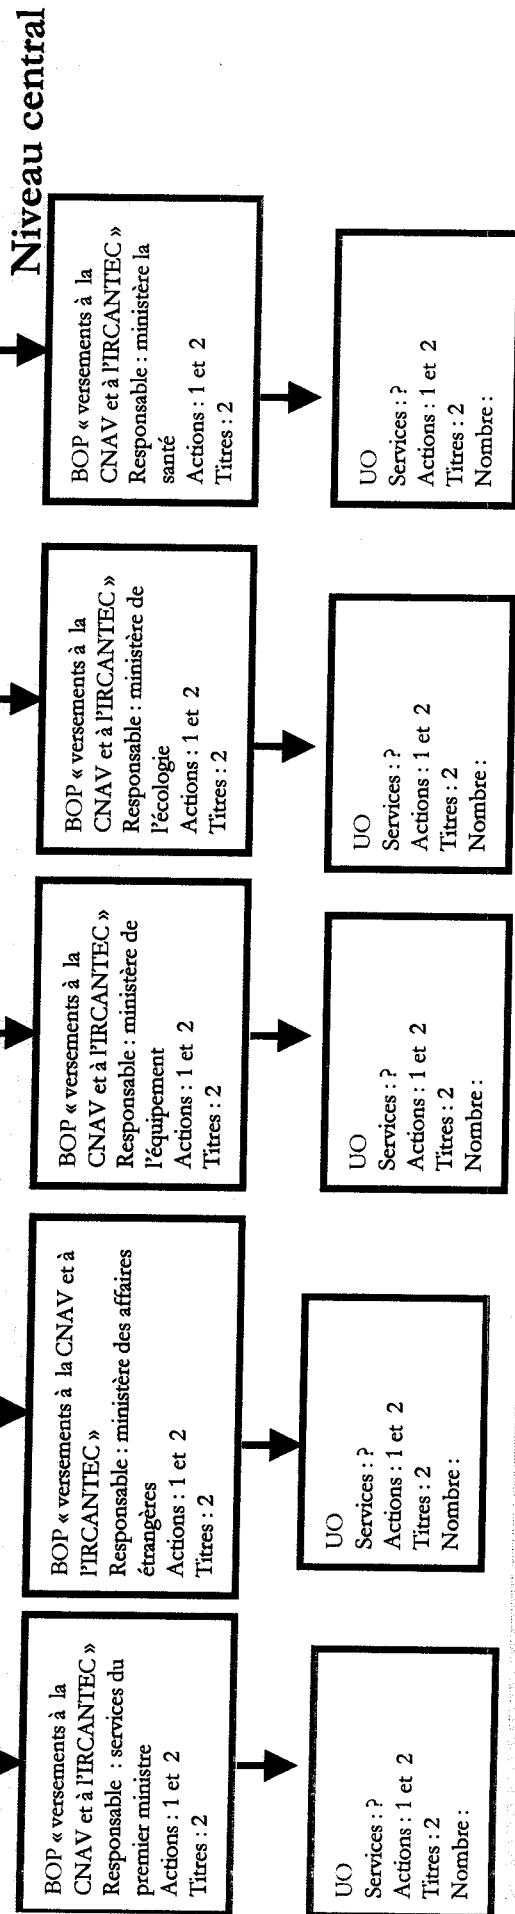 Niveau central
BOP « versements à la
CNAV et à l'IRCANTEC »
Responsable : services du
premier ministre
Actions : 1 et 2
Titres : 2
BOP « versements à la CNAV et à
l'IRCANTEC »
Responsable : ministère des affaires
étrangères
Actions : 1 et 2
Titres : 2
BOP « versements à la
CNAV et à l'IRCANTEC »
Responsable : ministère de
l'équipement
Actions : 1 et 2
Titres : 2
BOP « versements à la
CNAV et à l'IRCANTEC »
Responsable : ministère de
l'écologie
Actions : 1 et 2
Titres : 2
BOP « versements à la
CNAV et à l'IRCANTEC »
Responsable : ministère la
santé
Actions : 1 et 2
Titres : 2
UO
Services : ?
Actions : 1 et 2
Titres : 2
Nombre :
UO
Services : ?
Actions : 1 et 2
Titres : 2
Nombre :
UO
Services : ?
Actions : 1 et 2
Titres : 2
Nombre :
UO
Services : ?
Actions : 1 et 2
Titres : 2
Nombre :
UO
Services : ?
Actions : 1 et 2
Titres : 2
Nombre :